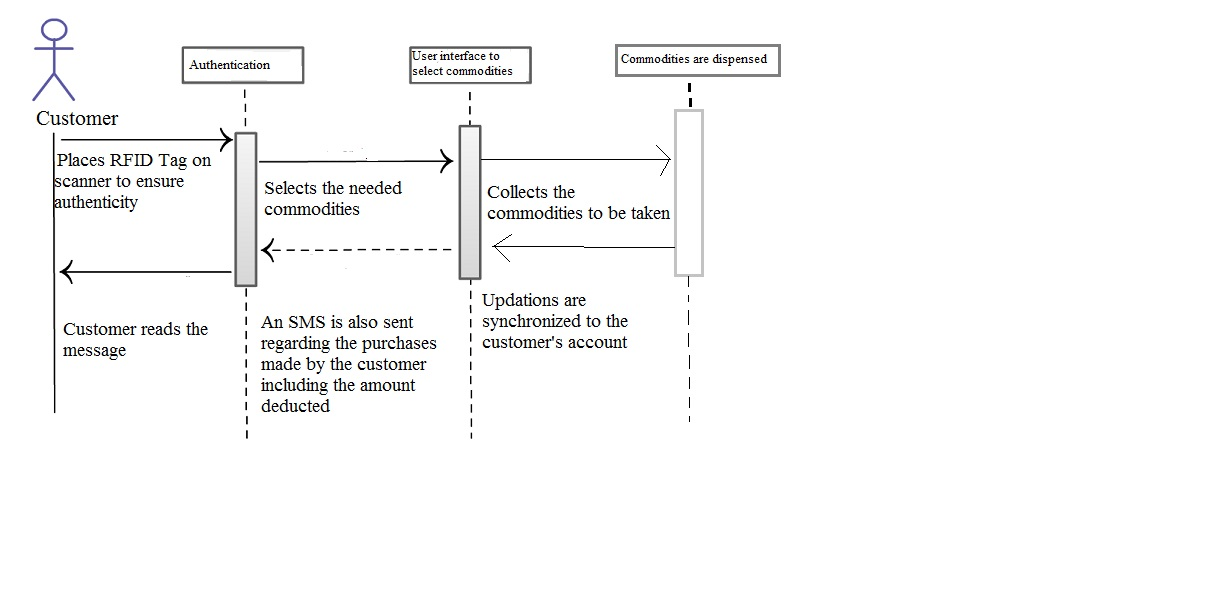 Authentication
User interface to
select commodities
Commodities are dispensed
Customer
Places RFID Tag on
scanner to ensure
authenticity
Selects the needed
commodities
Collects the
commodities to be taken
Customer reads the
message
An SMS is also sent
regarding the purchases
made by the customer
including the amount
deducted
Updations are
synchronized to the
customer's account